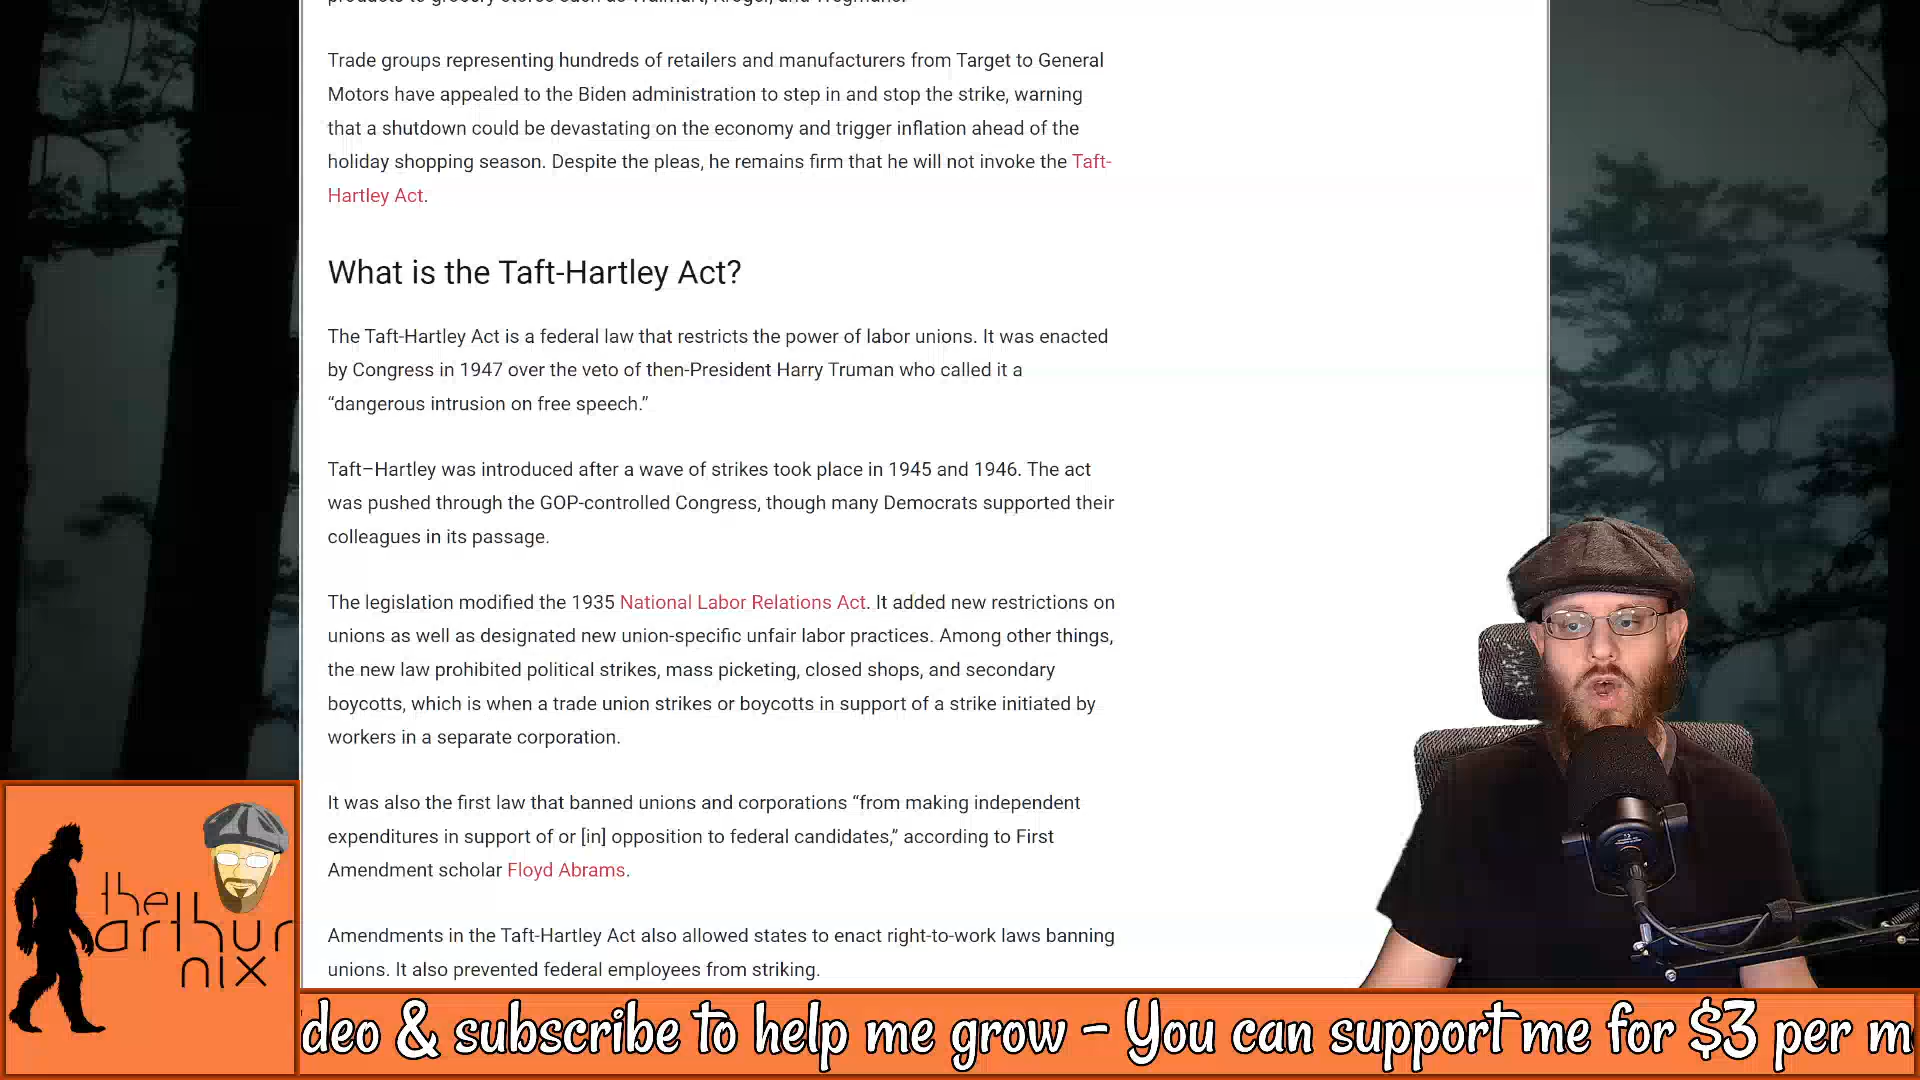 Trade groups representing hundreds of retailers and manufacturers from Target to General
Motors have appealed to the Biden administration to step in and stop the strike, warning
that a shutdown could be devastating on the economy and trigger inflation ahead of the
holiday shopping season. Despite the pleas, he remains firm that he will not invoke the Taft-
Hartley Act.
What is the Taft-Hartley Act?
The Taft-Hartley Act is a federal law that restricts the power of labor unions. It was enacted
by Congress in 1947 over the veto of then-President Harry Truman who called it a
“dangerous intrusion on free speech.”
Taft–Hartley was introduced after a wave of strikes took place in 1945 and 1946. The act
was pushed through the GOP-controlled Congress, though many Democrats supported their
colleagues in its passage.
The legislation modified the 1935 National Labor Relations Act. It added new restrictions on
unions as well as designated new union-specific unfair labor practices. Among other things,
the new law prohibited political strikes, mass picketing, closed shops, and secondary
boycotts, which is when a trade union strikes or boycotts in support of a strike initiated by
workers in a separate corporation.
It was also the first law that banned unions and corporations “from making independent
expenditures in support of or [in] opposition to federal candidates,” according to First
Amendment scholar Floyd Abrams.
Amendments in the Taft-Hartley Act also allowed states to enact right-to-work laws banning
unions. It also prevented federal employees from striking.
the
arthur
nix
deo & subscribe to help me grow – You can support me for $3 per m